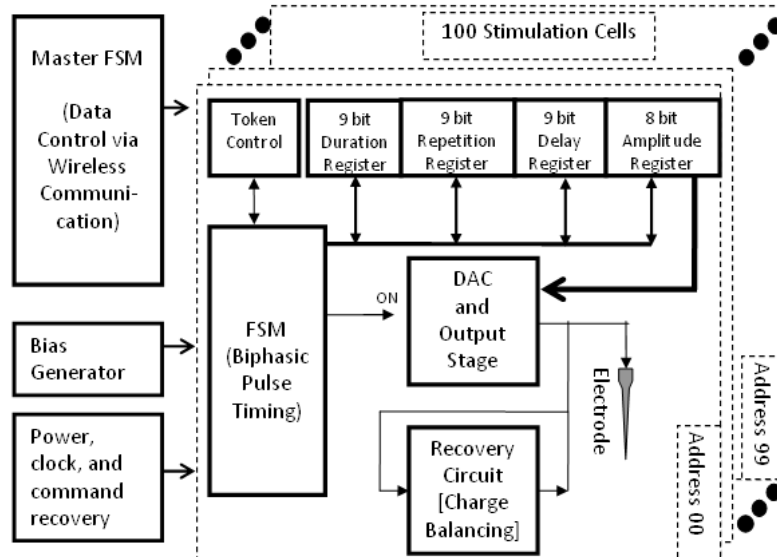 100 Stimulation Cells
Master FSM
(Data
Control via
Wireless
Communi-
cation)
Token
Control
9 bit
Duration
Register
9 bit
Repetition
Register
9 bit
Delay
Register
8 bit
Amplitude
Register
Bias
Generator
Power,
clock, and
command
recovery
FSM
(Biphasic
Pulse
Timing)
ON
DAC
and
Output
Stage
Electrode
Recovery
Circuit
[Charge
Balancing]
Address 00
Address 99